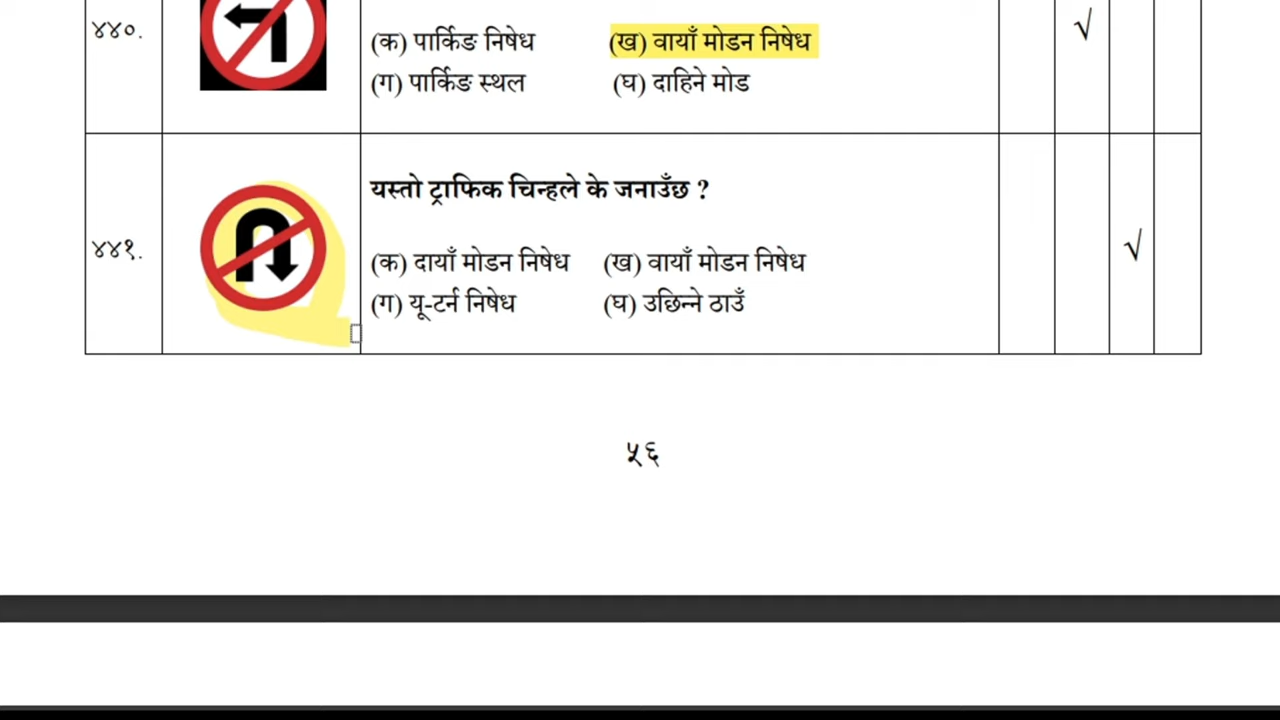 ४४०.
(क) पार्किङ निषेध (ख) वायाँ मोडन निषेध √
(ग) पार्किङ स्थल (घ) दाहिने मोड
यस्तो ट्राफिक चिन्हले के जनाउँछ ?
४४१.
(क) दायाँ मोडन निषेध (ख) वायाँ मोडन निषेध √
(ग) यू-टर्न निषेध (घ) उछिन्ने ठाउँ
५६